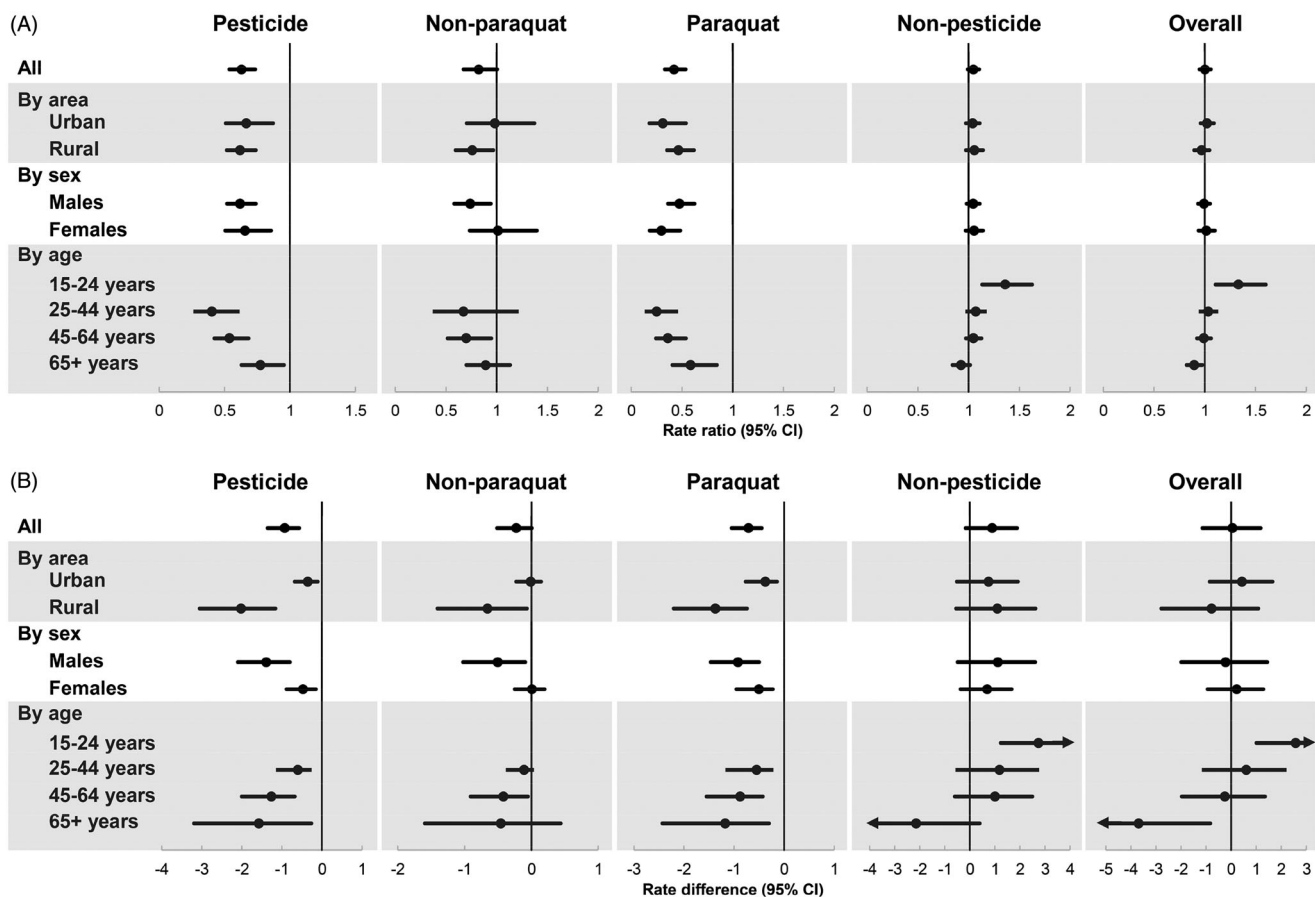 (A) Pesticide Non-paraquat Paraquat Non-pesticide Overall
All
By area
Urban
Rural
By sex
Males
Females
By age
15-24 years
25-44 years
45-64 years
65+ years
0 0.5 1 1.5 0 0.5 1 1.5 2 0 0.5 1 1.5 2 0 0.5 1 1.5 2 0 0.5 1 1.5 2
Rate ratio (95% CI)
(B) Pesticide Non-paraquat Paraquat Non-pesticide Overall
All
By area
Urban
Rural
By sex
Males
Females
By age
15-24 years
25-44 years
45-64 years
65+ years
-4 -3 -2 -1 0 1 -2 -1 0 1 -3 -2 -1 0 1 -4 -3 -2 -1 0 1 2 3 4 -5 -4 -3 -2 -1 0 1 2 3
Rate difference (95% CI)